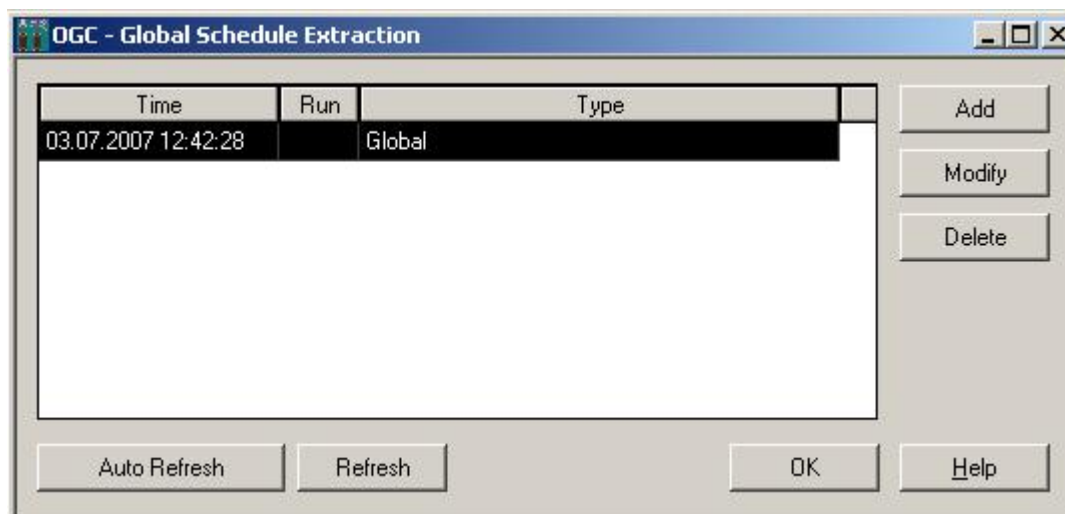 OGC - Global Schedule Extraction
Time Run Type
03.07.2007 12:42:28 Global
Add
Modify
Delete
Auto Refresh Refresh OK Help